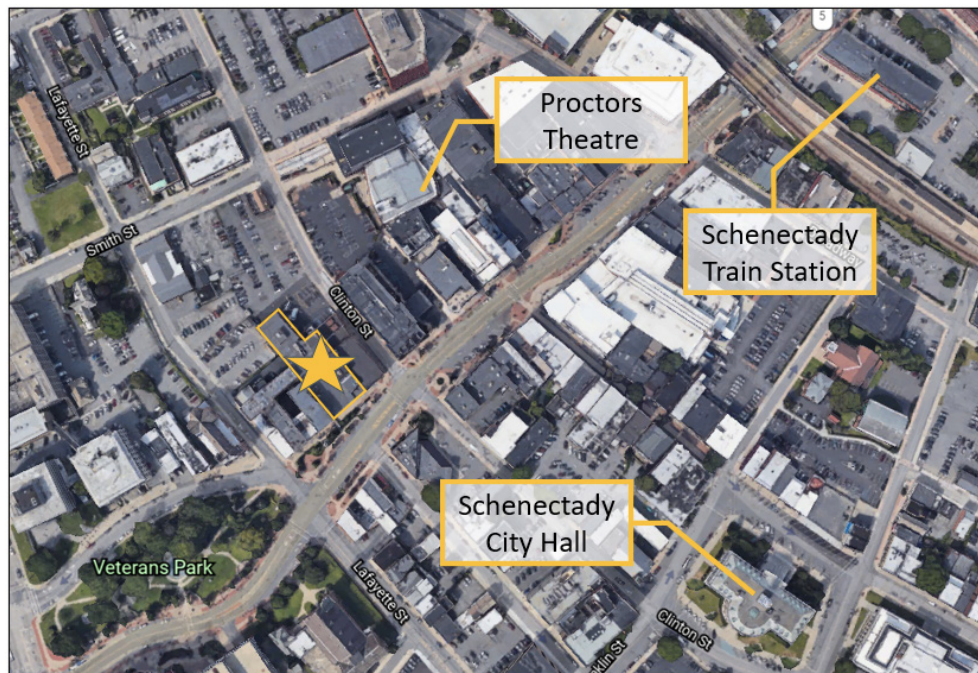 5
Proctors
Theatre
Lafayette St
Smith St
Clinton St
Schenectady
Train Station
Schenectady
City Hall
Veterans Park
Lafayette St
Clinton St